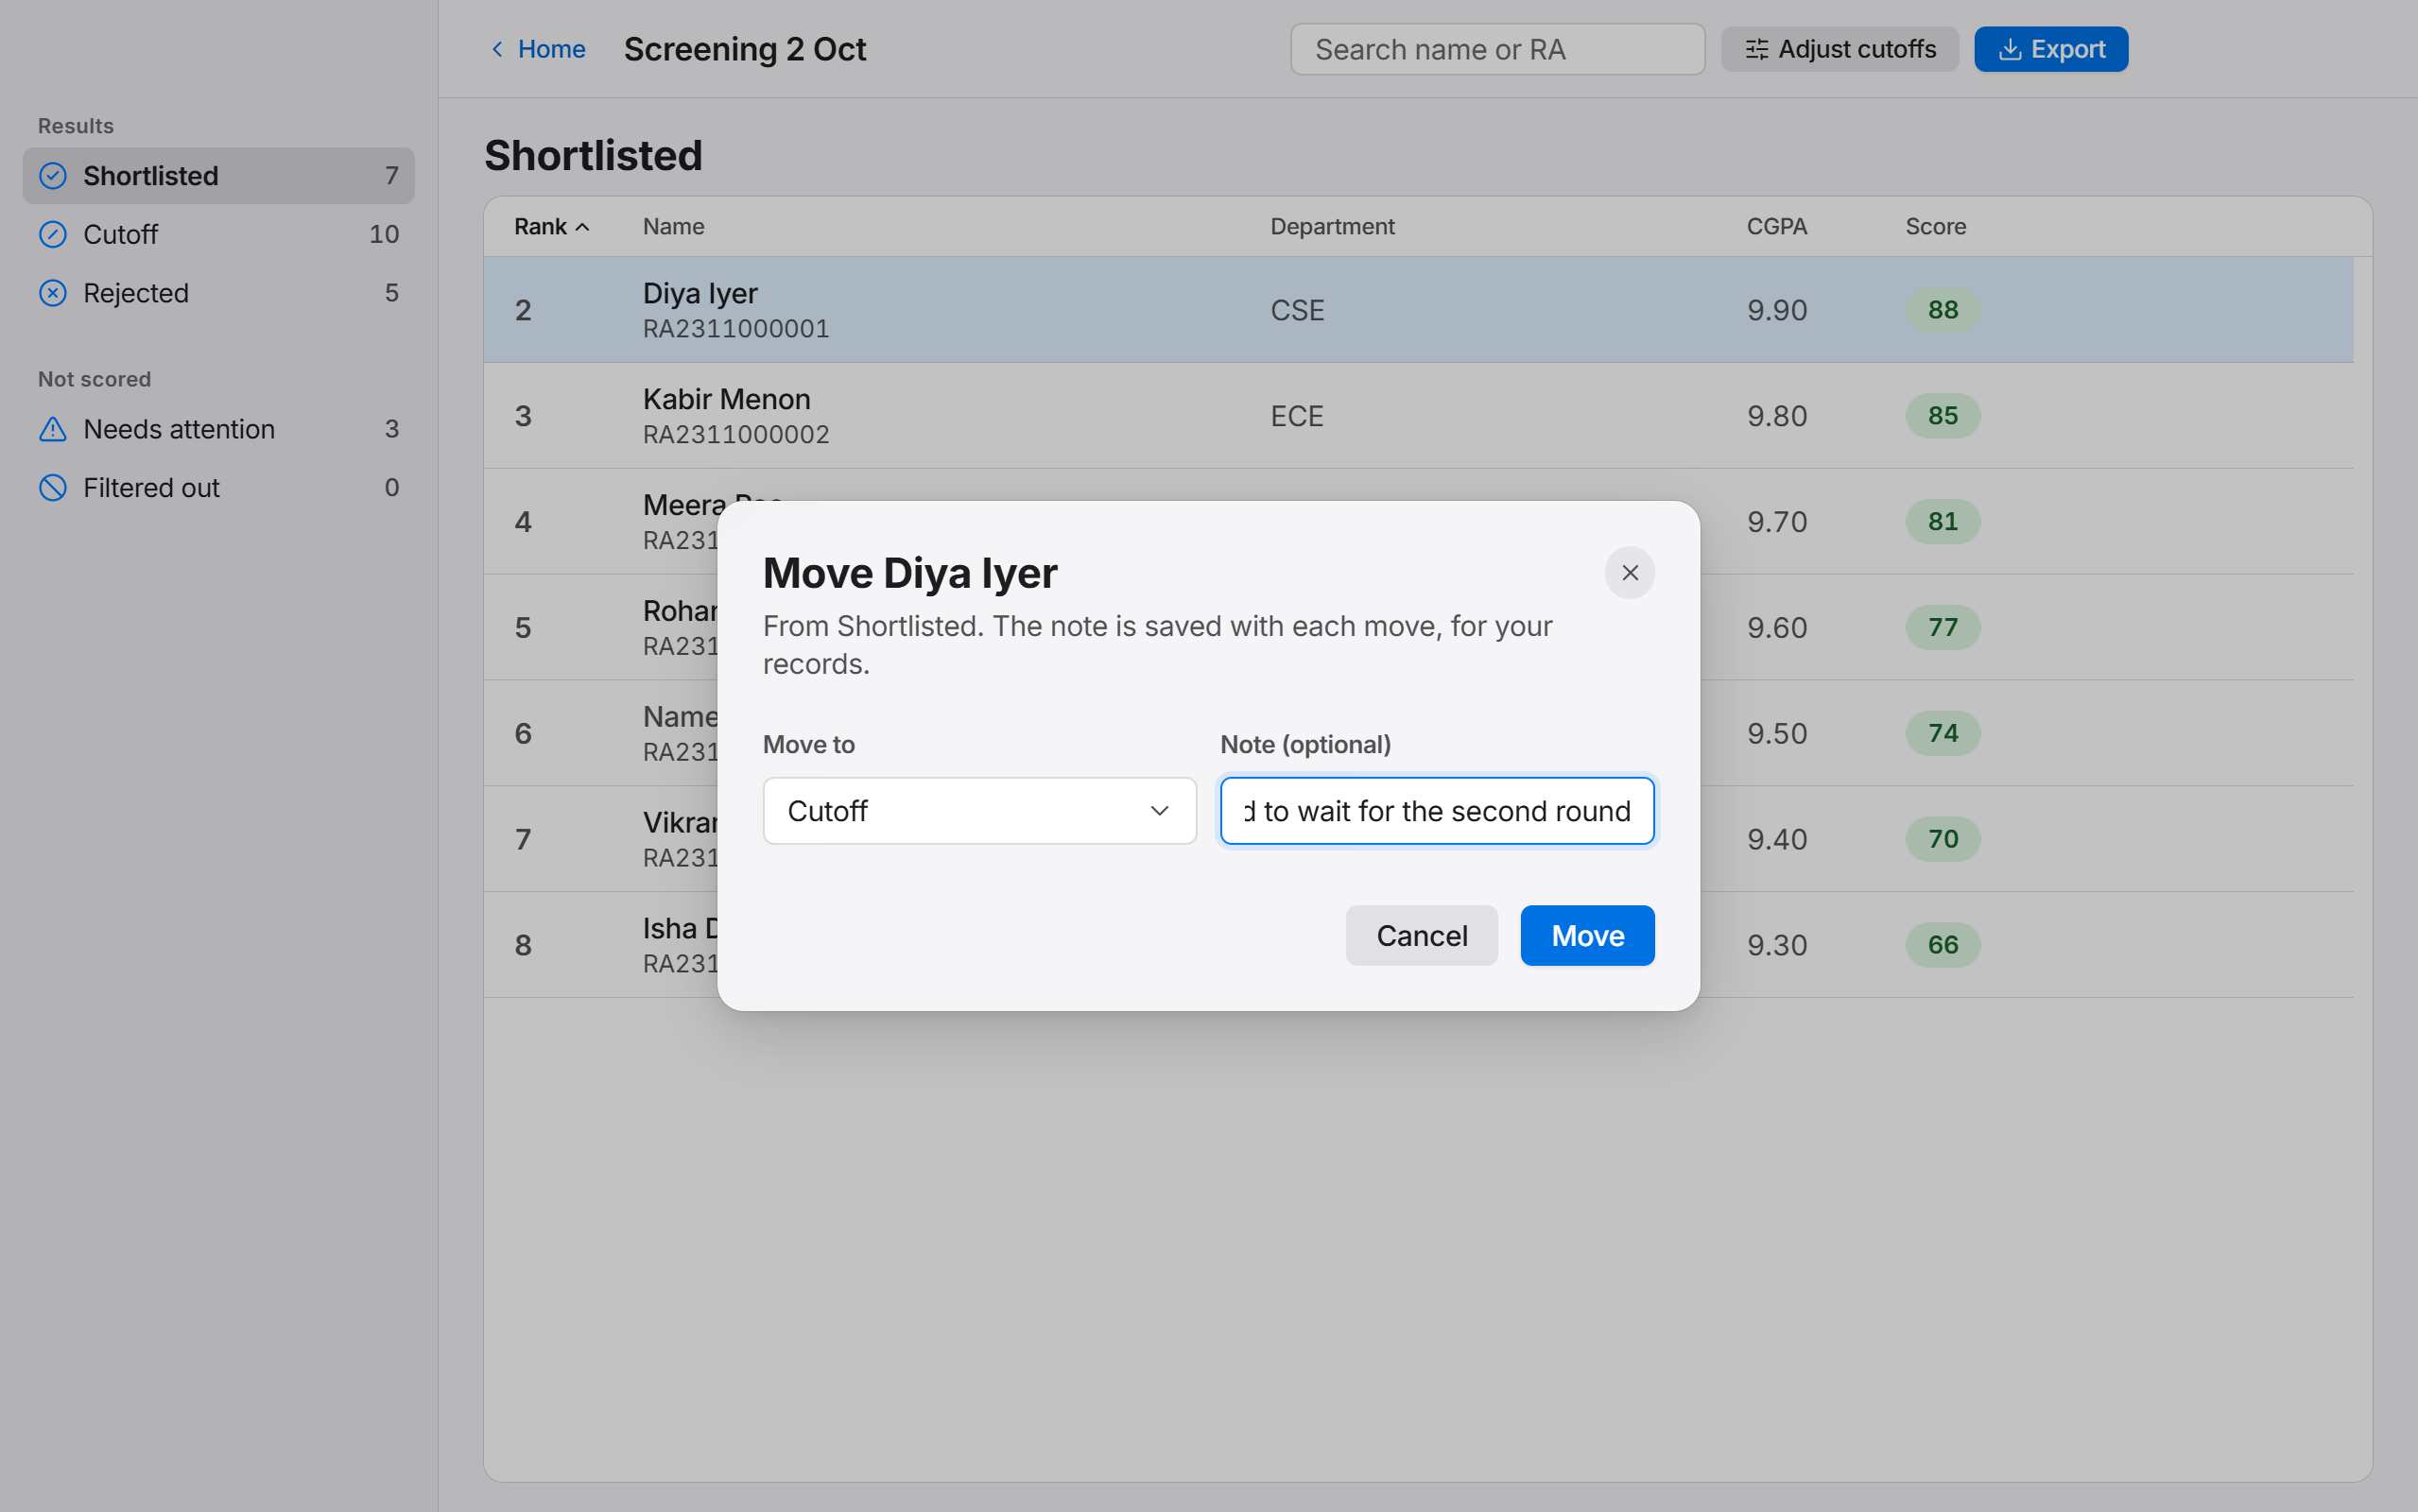 Home
Screening 2 Oct
Search name or RA
Adjust cutoffs
Export
Results
Shortlisted 7
Cutoff 10
Rejected 5
Not scored
Needs attention 3
Filtered out 0
Shortlisted
Rank Name Department CGPA Score
2 Diya Iyer CSE 9.90 88
RA2311000001
3 Kabir Menon ECE 9.80 85
RA2311000002
4 Meera 9.70 81
RA231
5 Rohan 9.60 77
RA231
6 Name 9.50 74
RA231
7 9.40 70
RA231
8 Isha 9.30 66
RA231
Move Diya Iyer
From Shortlisted. The note is saved with each move, for your
records.
Move to
Note (optional)
Cutoff
d to wait for the second round
Cancel
Move